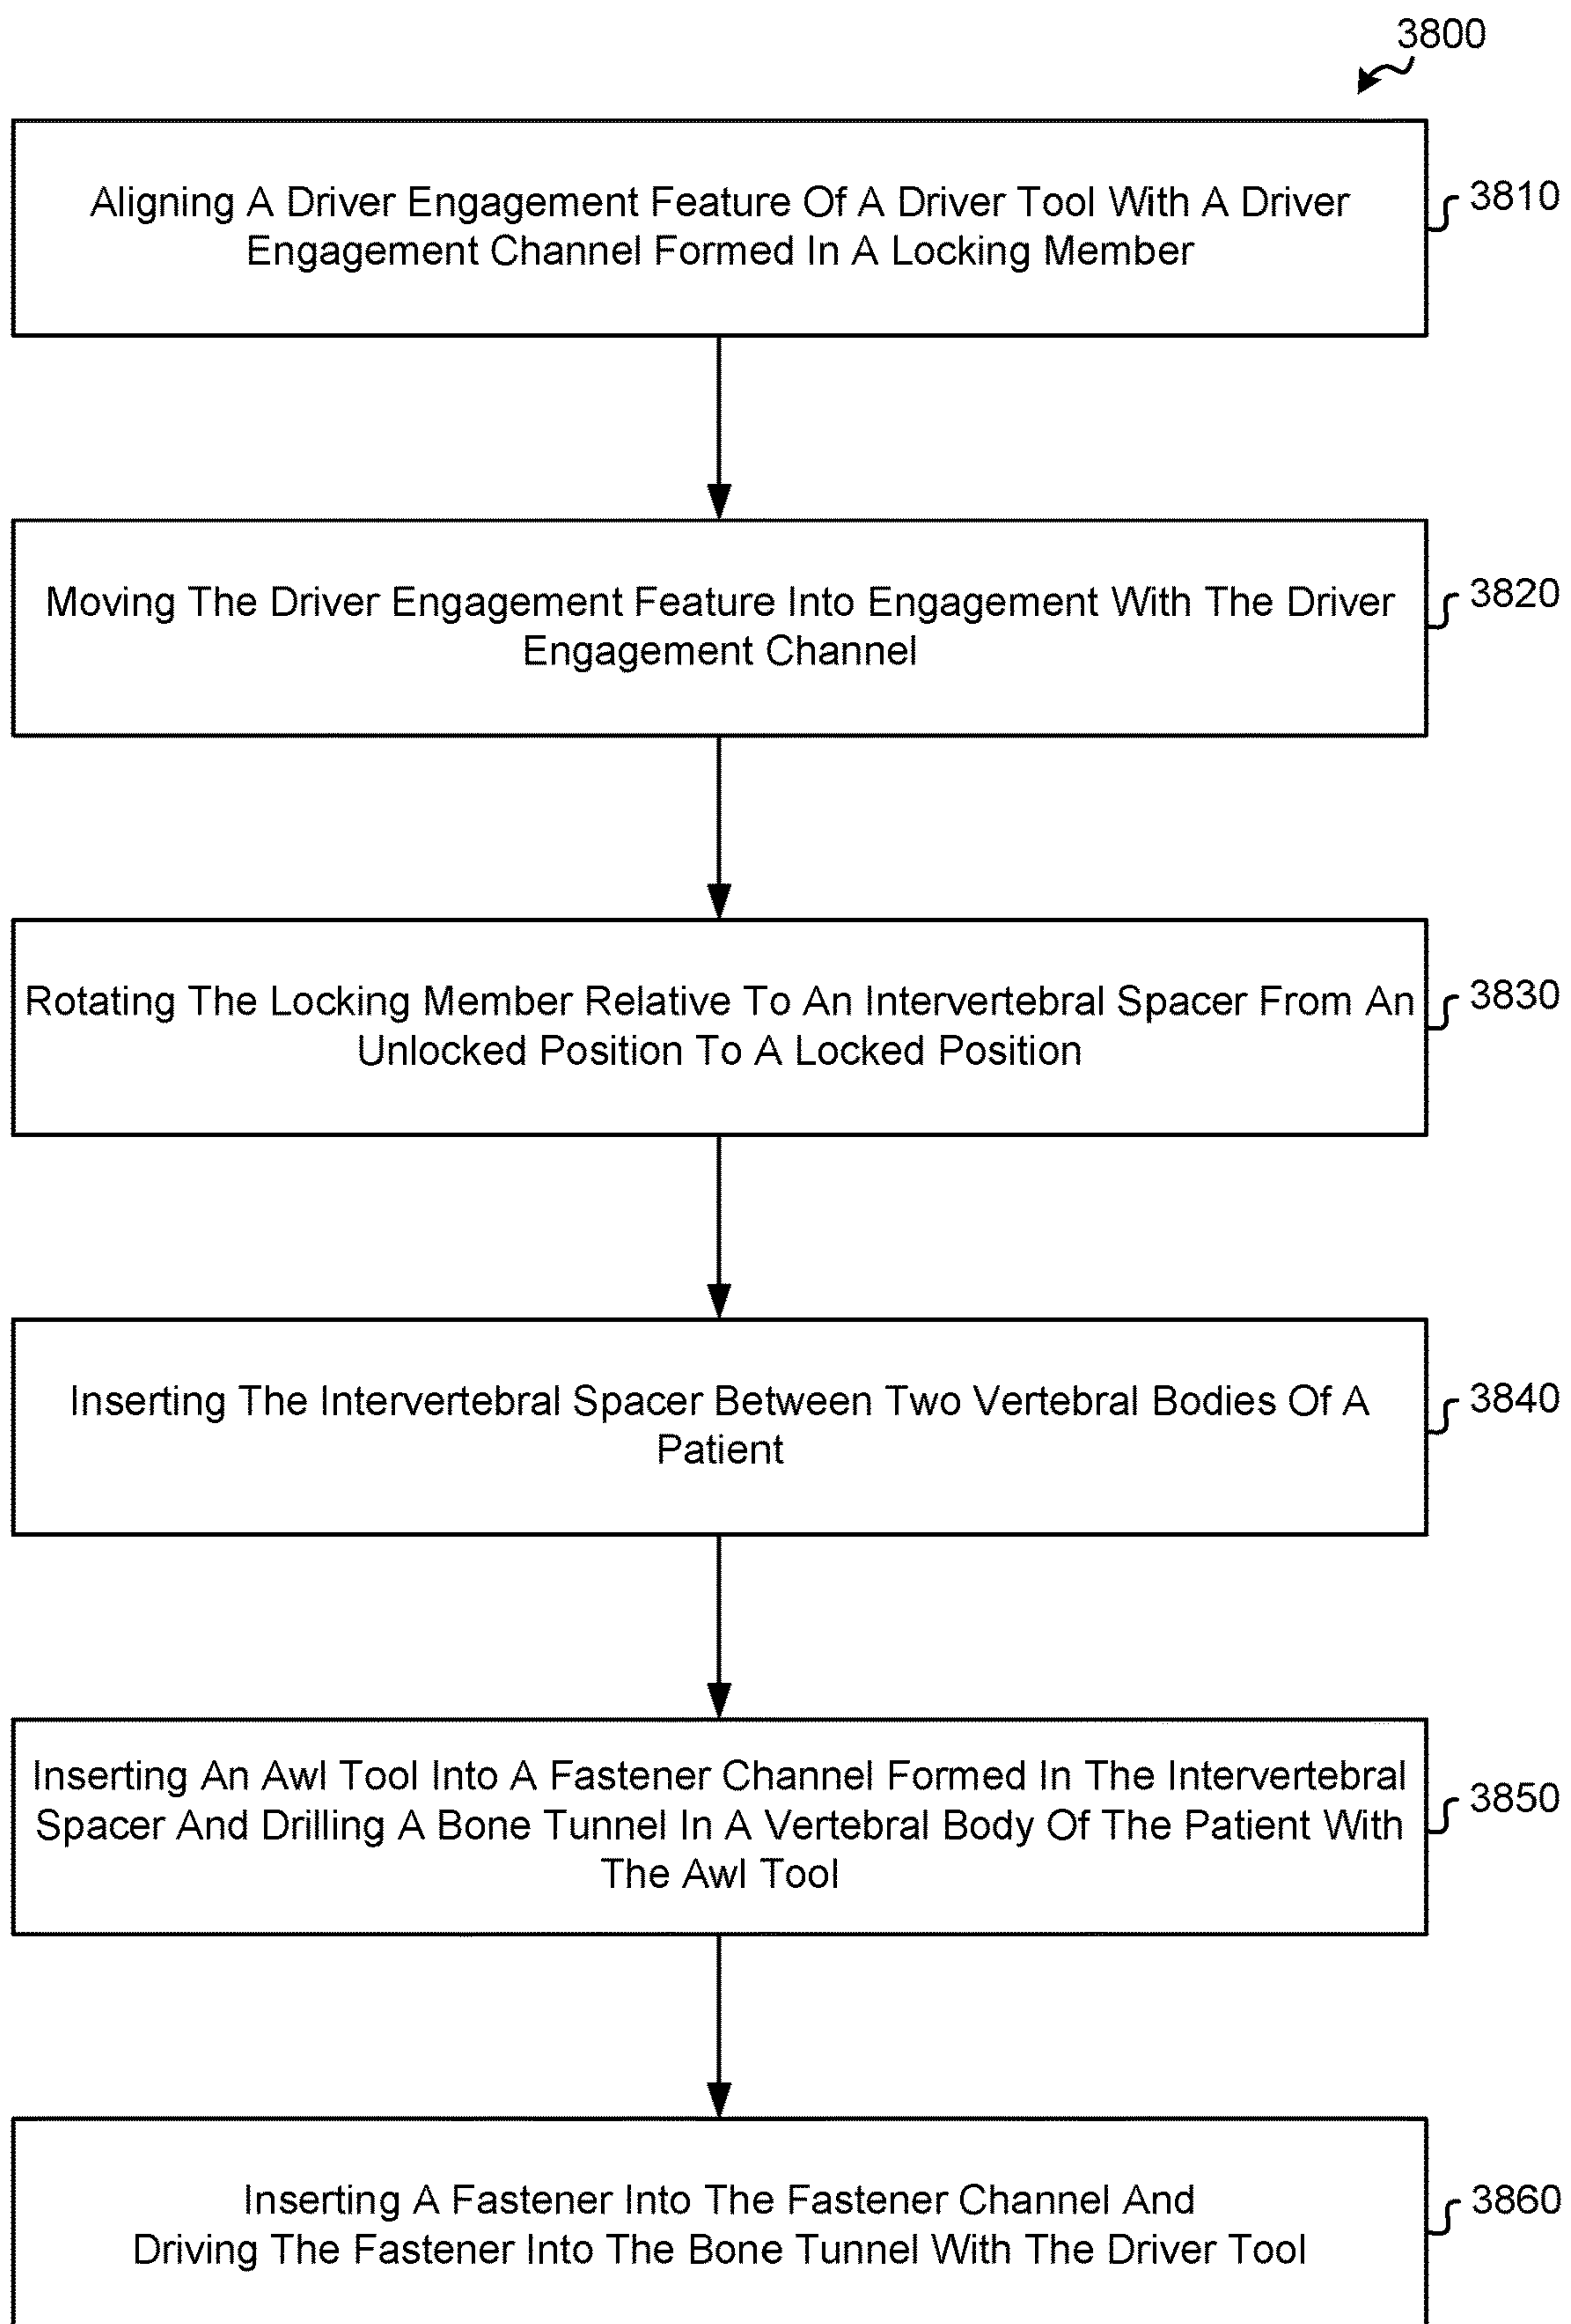 3800
Aligning A Driver Engagement Feature Of A Driver Tool With A Driver
Engagement Channel Formed In A Locking Member
3810
Moving The Driver Engagement Feature Into Engagement With The Driver
Engagement Channel
3820
Rotating The Locking Member Relative To An Intervertebral Spacer From An
Unlocked Position To A Locked Position
3830
Inserting The Intervertebral Spacer Between Two Vertebral Bodies Of A
Patient
3840
Inserting An Awl Tool Into A Fastener Channel Formed In The Intervertebral
Spacer And Drilling A Bone Tunnel In A Vertebral Body Of The Patient With
The Awl Tool
3850
Inserting A Fastener Into The Fastener Channel And
Driving The Fastener Into The Bone Tunnel With The Driver Tool
3860